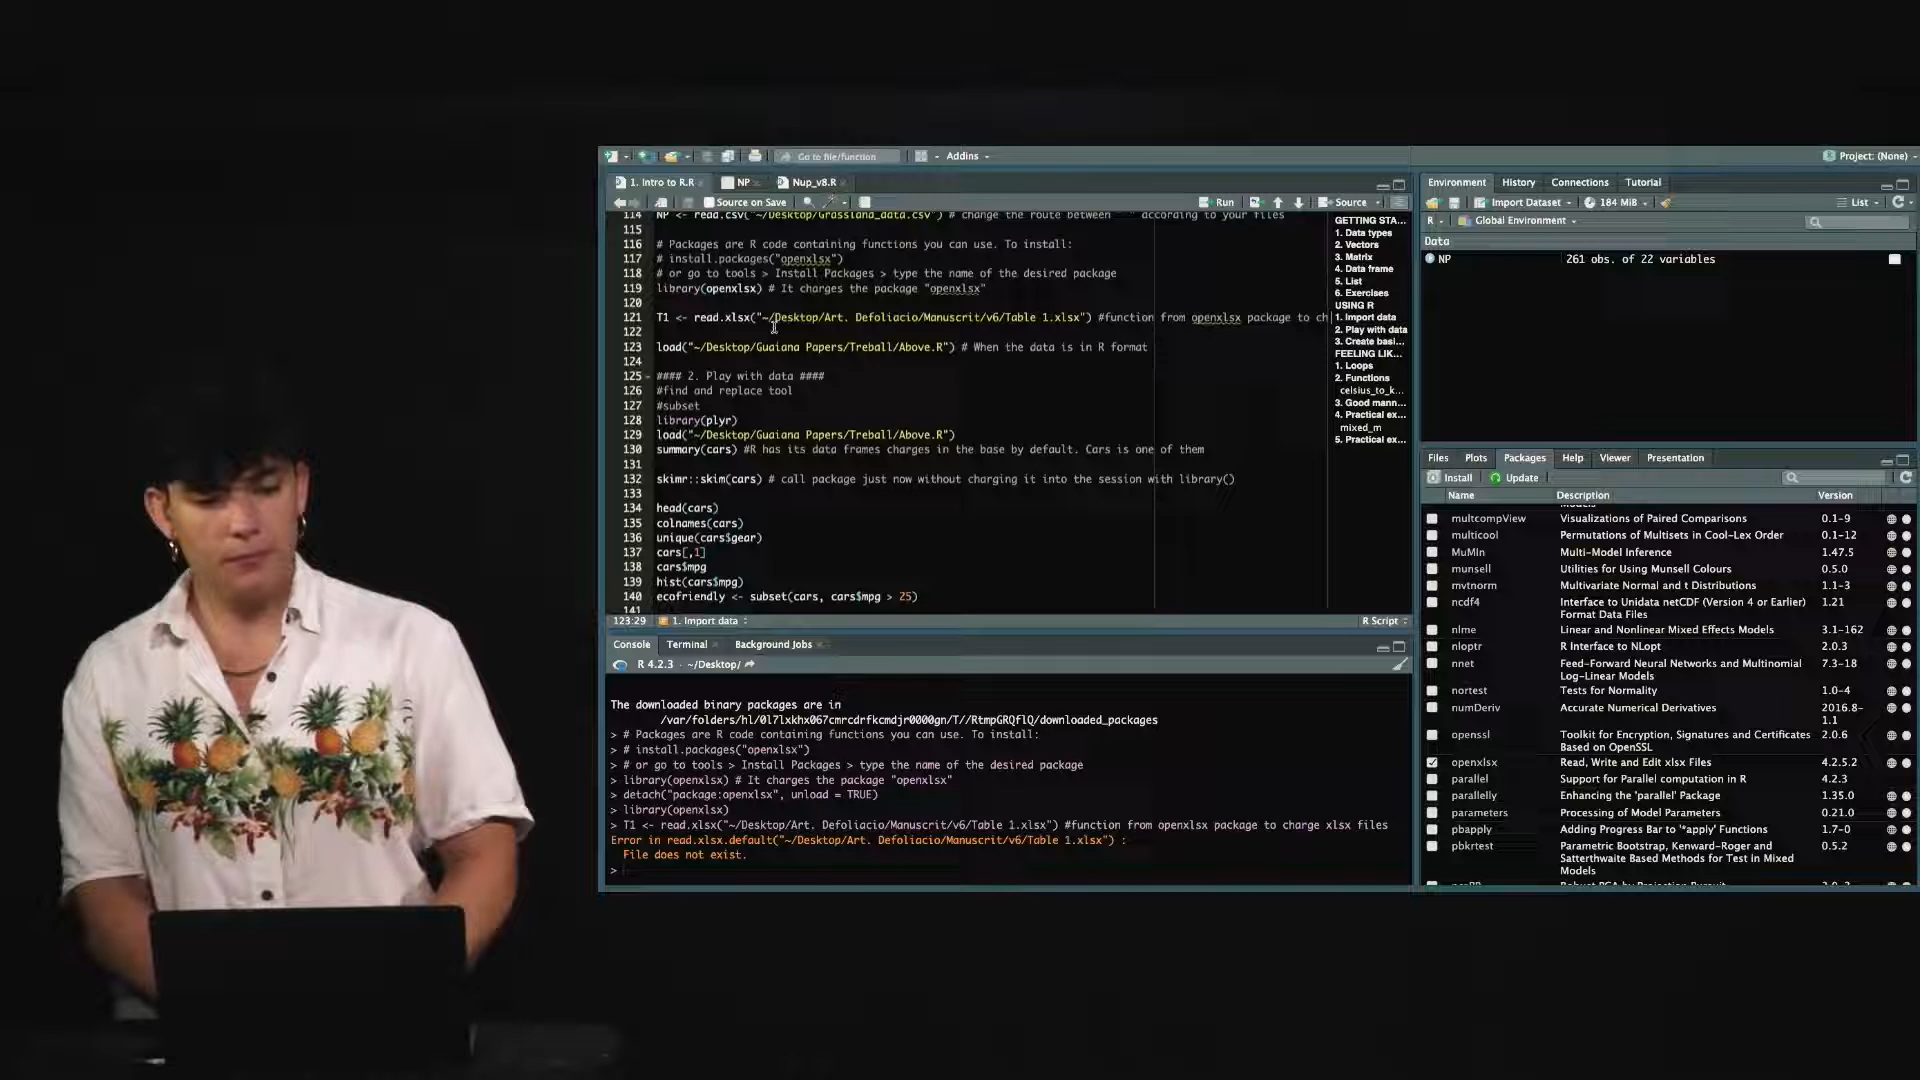 Go to file/function
Addins
Project: (None)
1. Intro to R.R
NP
Nup_v8.R
Source on Save
Run
Source
114 NP <- read.csv("~/Desktop/Grassland_data.csv") # change the route between " " according to your files
115
116 # Packages are R code containing functions you can use. To install:
117 # install.packages("openxlsx")
118 # or go to tools > Install Packages > type the name of the desired package
119 library(openxlsx) # It charges the package "openxlsx"
120
121 T1 <- read.xlsx("~/Desktop/Art. Defoliacio/Manuscrit/v6/Table 1.xlsx") #function from openxlsx package to ch
122
123 load("~/Desktop/Guaiana Papers/Treball/Above.R") # When the data is in R format
124
125 #### 2. Play with data ####
126 #find and replace tool
127 #subset
128 library(plyr)
129 load("~/Desktop/Guaiana Papers/Treball/Above.R")
130 summary(cars) #R has its data frames charges in the base by default. Cars is one of them
131
132 skimr::skim(cars) # call package just now without charging it into the session with library()
133
134 head(cars)
135 colnames(cars)
136 unique(cars$gear)
137 cars[,1]
138 cars$mpg
139 hist(cars$mpg)
140 ecofriendly <- subset(cars, cars$mpg > 25)
141
GETTING STA...
1. Data types
2. Vectors
3. Matrix
4. Data frame
5. List
6. Exercises
USING R
1. Import data
2. Play with data
3. Create basi...
FEELING LIK...
1. Loops
2. Functions
celsius_to_k...
3. Good mann...
4. Practical ex...
mixed_m
5. Practical ex...
123:29
1. Import data
R Script
Console
Terminal
Background Jobs
R 4.2.3 · ~/Desktop/
The downloaded binary packages are in
/var/folders/hl/0l7lxkhx067cmrcdrfkcmdjr0000gn/T//RtmpGRQflQ/downloaded_packages
> # Packages are R code containing functions you can use. To install:
> # install.packages("openxlsx")
> # or go to tools > Install Packages > type the name of the desired package
> library(openxlsx) # It charges the package "openxlsx"
> detach("package:openxlsx", unload = TRUE)
> library(openxlsx)
> T1 <- read.xlsx("~/Desktop/Art. Defoliacio/Manuscrit/v6/Table 1.xlsx") #function from openxlsx package to charge xlsx files
Error in read.xlsx.default("~/Desktop/Art. Defoliacio/Manuscrit/v6/Table 1.xlsx") :
File does not exist.
>
Environment
History
Connections
Tutorial
Import Dataset
184 MiB
List
R
Global Environment
Data
NP 261 obs. of 22 variables
Files
Plots
Packages
Help
Viewer
Presentation
Install
Update
Name Description Version
Models
multcompView Visualizations of Paired Comparisons 0.1-9
multicool Permutations of Multisets in Cool-Lex Order 0.1-12
MuMIn Multi-Model Inference 1.47.5
munsell Utilities for Using Munsell Colours 0.5.0
mvtnorm Multivariate Normal and t Distributions 1.1-3
ncdf4 Interface to Unidata netCDF (Version 4 or Earlier) 1.21
Format Data Files
nlme Linear and Nonlinear Mixed Effects Models 3.1-162
nloptr R Interface to NLopt 2.0.3
nnet Feed-Forward Neural Networks and Multinomial 7.3-18
Log-Linear Models
nortest Tests for Normality 1.0-4
numDeriv Accurate Numerical Derivatives 2016.8-
1.1
openssl Toolkit for Encryption, Signatures and Certificates 2.0.6
Based on OpenSSL
openxlsx Read, Write and Edit xlsx Files 4.2.5.2
parallel Support for Parallel computation in R 4.2.3
parallelly Enhancing the 'parallel' Package 1.35.0
parameters Processing of Model Parameters 0.21.0
pbapply Adding Progress Bar to '*apply' Functions 1.7-0
pbkrtest Parametric Bootstrap, Kenward-Roger and 0.5.2
Satterthwaite Based Methods for Test in Mixed
Models